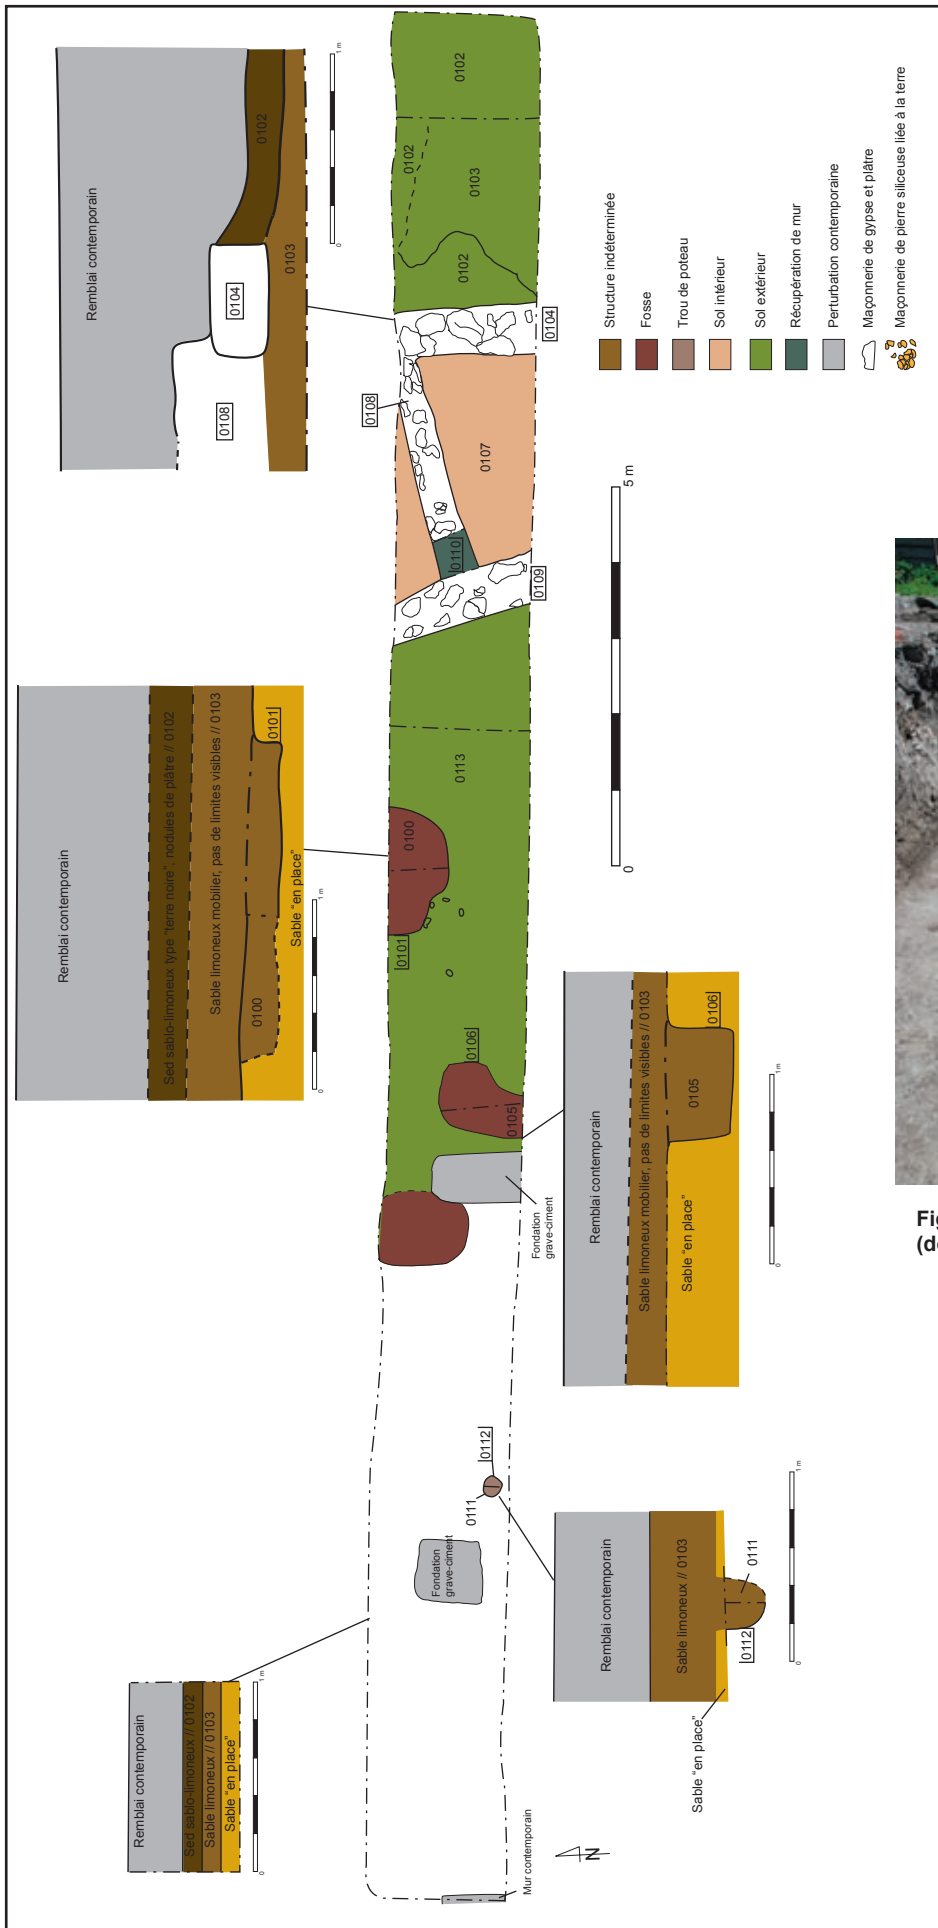 Remblai contemporain
0102
0104
0103
0108
0
1 m
0102
0102
0103
0102
0104
0108
0107
0110
0109
0113
0100
0101
0106
0105
Fondation
grave-ciment
0112
0111
Fondation
grave-ciment
Mur contemporain
N
0
5 m
Structure indéterminée
Fosse
Trou de poteau
Sol intérieur
Sol extérieur
Récupération de mur
Perturbation contemporaine
Maçonnerie de gypse et plâtre
Maçonnerie de pierre siliceuse liée à la terre
Remblai contemporain
Sed sablo-limoneux type "terre noire", nodules de plâtre // 0102
Sable limoneux mobilier, pas de limites visibles // 0103
0101
0100
Sable "en place"
0
1 m
Remblai contemporain
Sable limoneux mobilier, pas de limites visibles // 0103
0106
0105
Sable "en place"
0
1 m
Remblai contemporain
Sable limoneux // 0103
0111
0112
Sable "en place"
0
1 m
Remblai contemporain
Sed sablo-limoneux // 0102
Sable limoneux // 0103
Sable "en place"
0
1 m